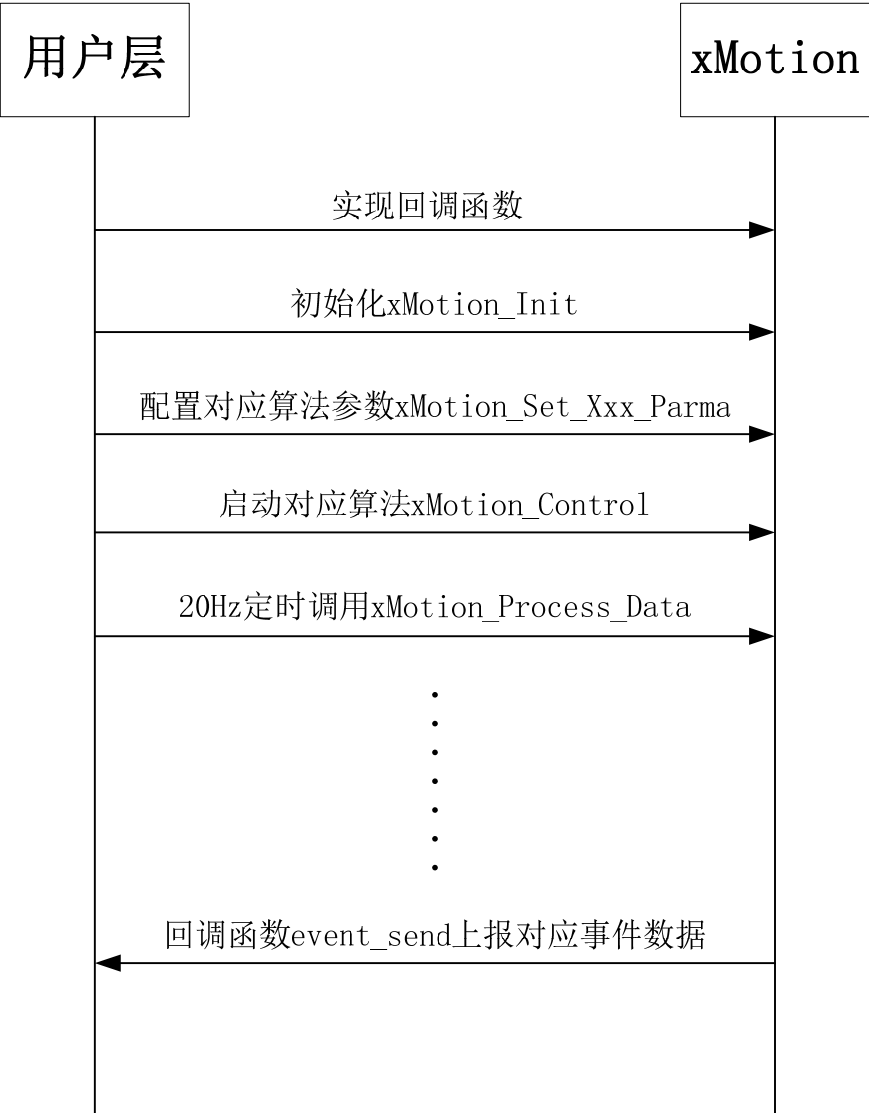 用户层
xMotion
实现回调函数
初始化xMotion_Init
配置对应算法参数xMotion_Set_Xxx_Parma
启动对应算法xMotion_Control
20Hz定时调用xMotion_Process_Data
回调函数event_send上报对应事件数据